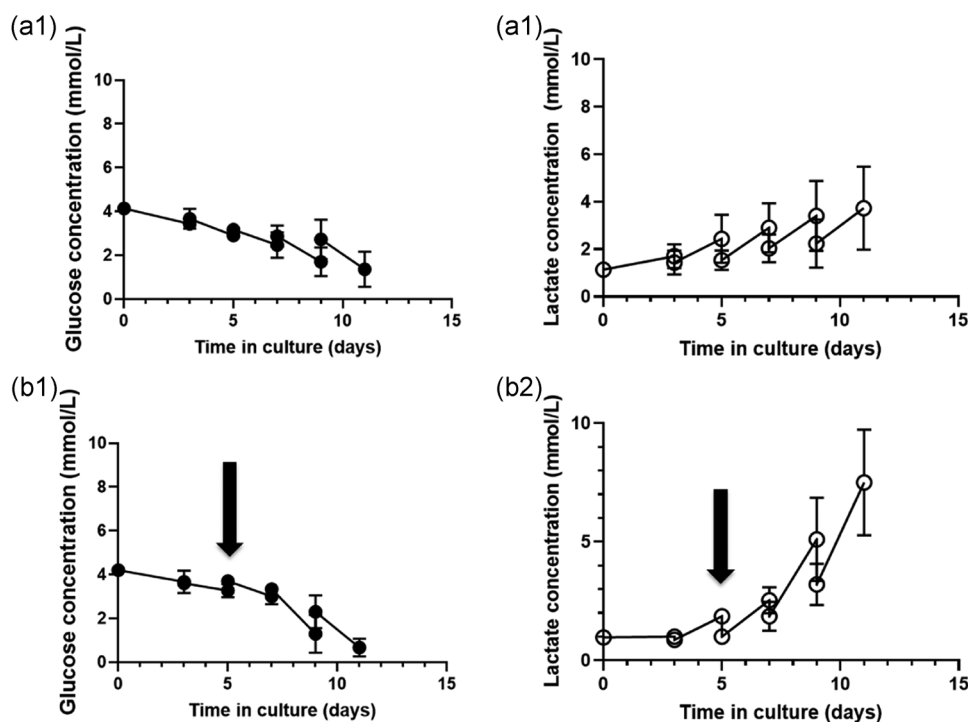 (a1)
Glucose concentration (mmol/L)
10
8
6
4
2
0
0 5 10 15
Time in culture (days)
(a1)
Lactate concentration (mmol/L)
10
8
6
4
2
0
0 5 10 15
Time in culture (days)
(b1)
Glucose concentration (mmol/L)
10
8
6
4
2
0
0 5 10 15
Time in culture (days)
(b2)
Lactate concentration (mmol/L)
10
5
0
0 5 10 15
Time in culture (days)